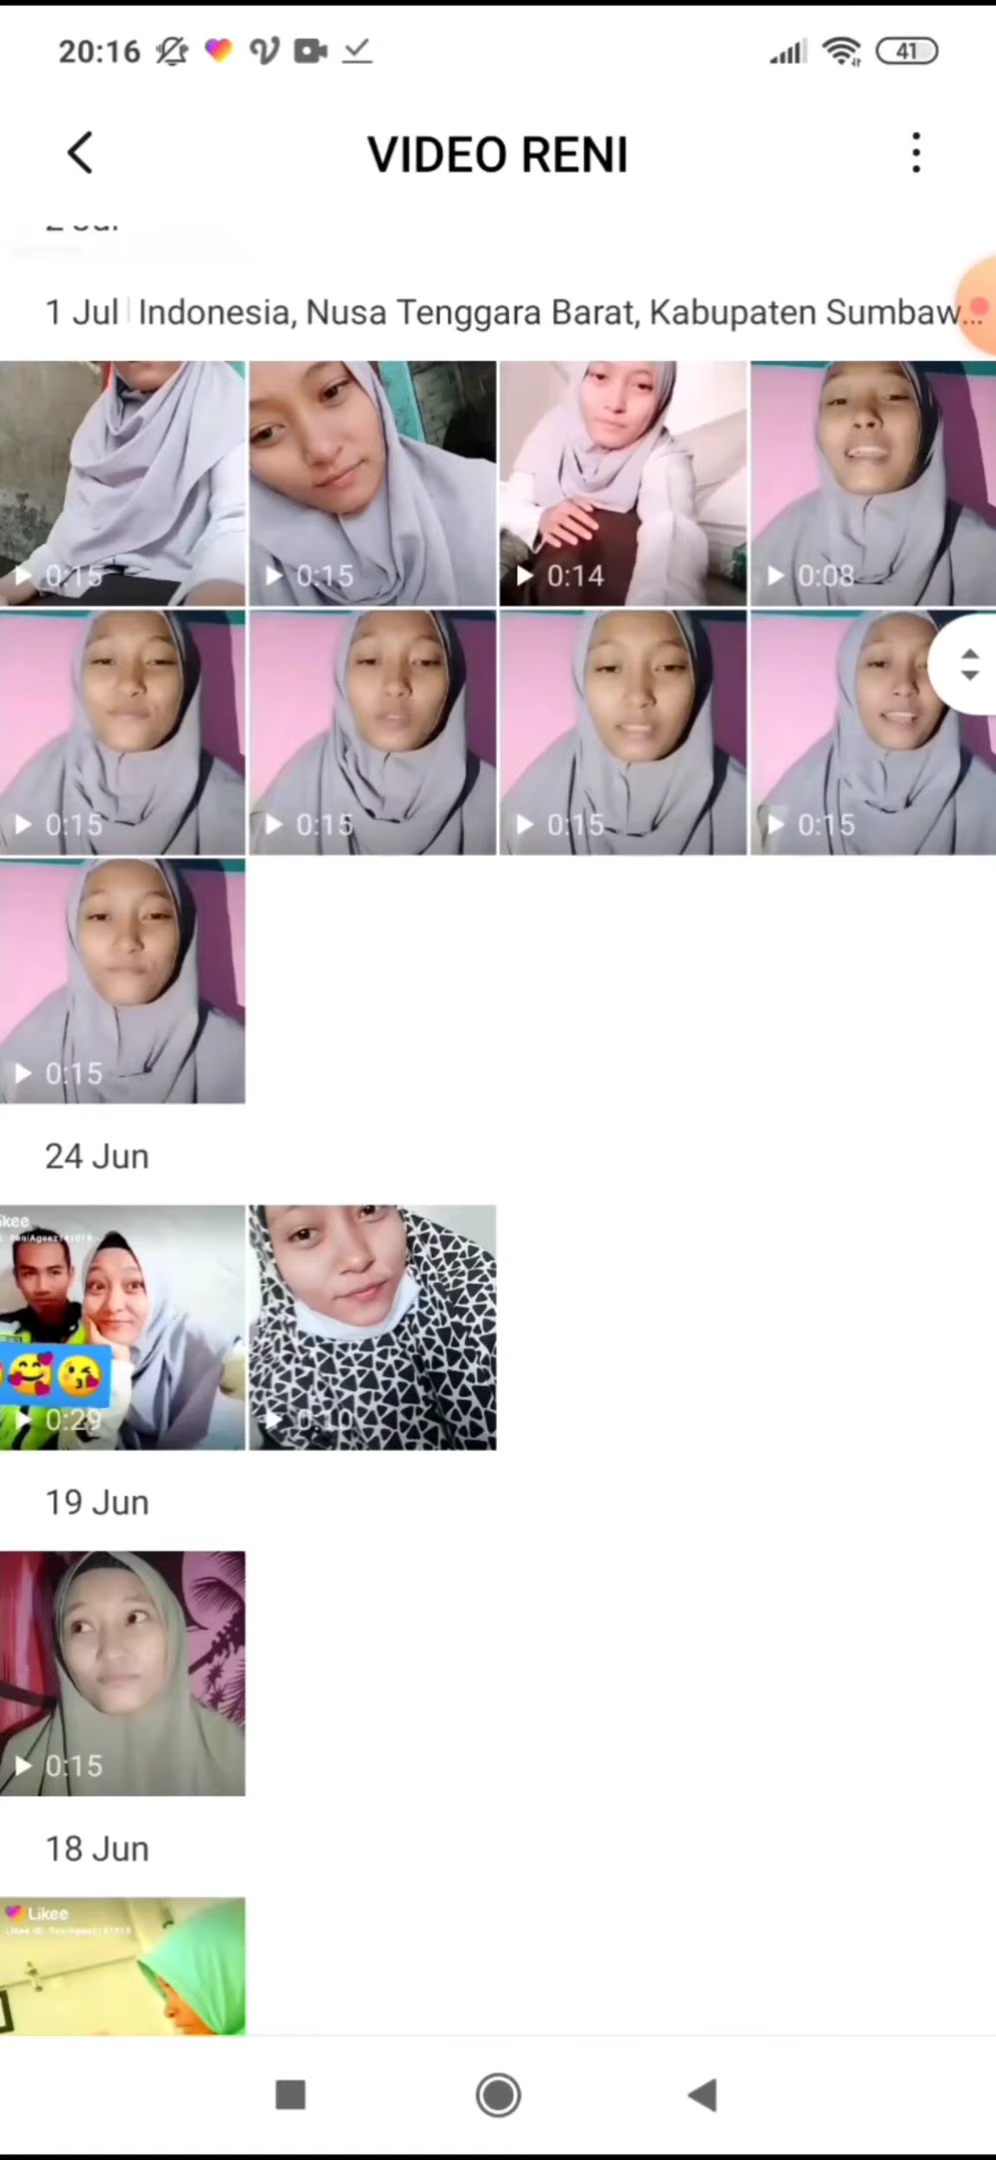 20:16
41
VIDEO RENI
1 Jul Indonesia, Nusa Tenggara Barat, Kabupaten Sumbaw...
0:15
0:15
0:14
0:08
0:15
0:15
0:15
0:15
0:15
24 Jun
0:29
0:10
19 Jun
0:15
18 Jun
Likee